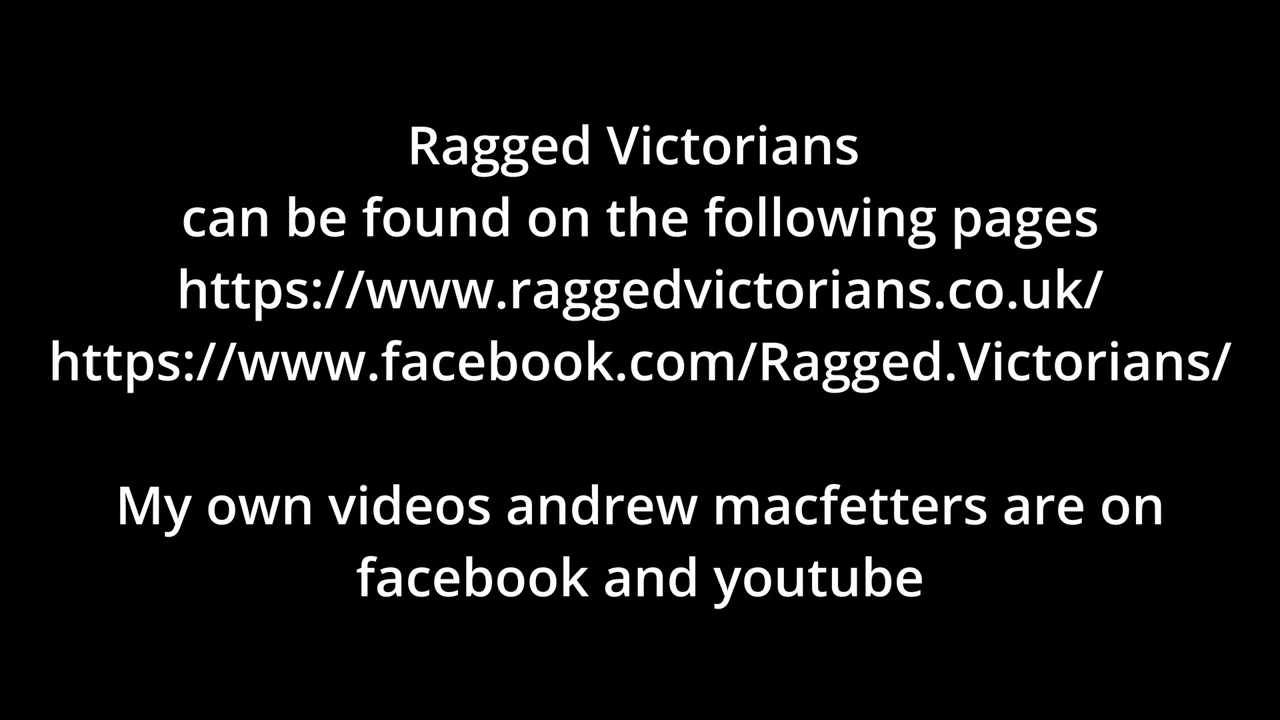 Ragged Victorians
can be found on the following pages
https://www.raggedvictorians.co.uk/
https://www.facebook.com/Ragged.Victorians/
My own videos andrew macfetters are on
facebook and youtube